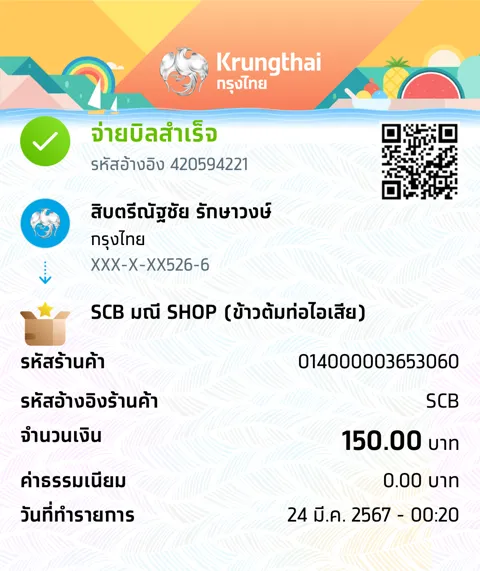 Krungthai
กรุงไทย
จ่ายบิลสำเร็จ
รหัสอ้างอิง 420594221
สิบตรีณัฐชัย รักษาวงษ์
กรุงไทย
XXX-X-XX526-6
SCB มณี SHOP (ข้าวต้มท่อไอเสีย)
รหัสร้านค้า 014000003653060
รหัสอ้างอิงร้านค้า SCB
จำนวนเงิน 150.00 บาท
ค่าธรรมเนียม 0.00 บาท
วันที่ทำรายการ 24 มี.ค. 2567 - 00:20